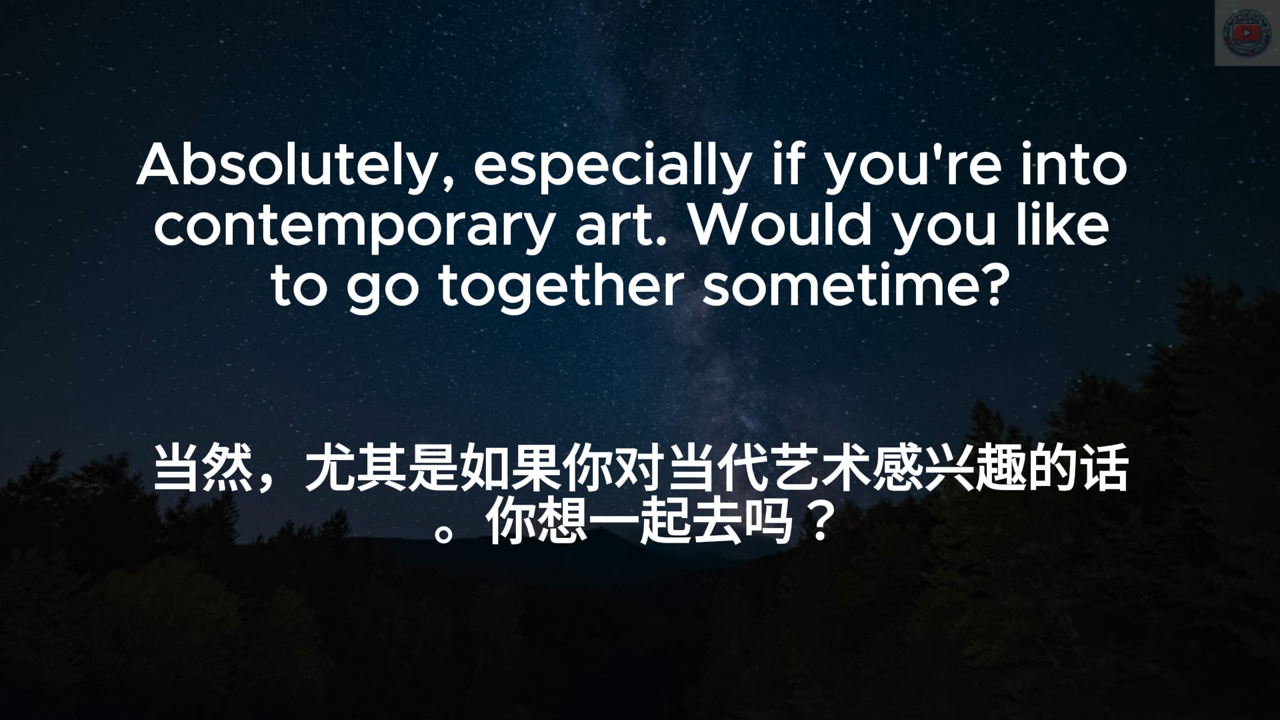 Absolutely, especially if you're into
contemporary art. Would you like
to go together sometime?
当然，尤其是如果你对当代艺术感兴趣的话
。你想一起去吗？